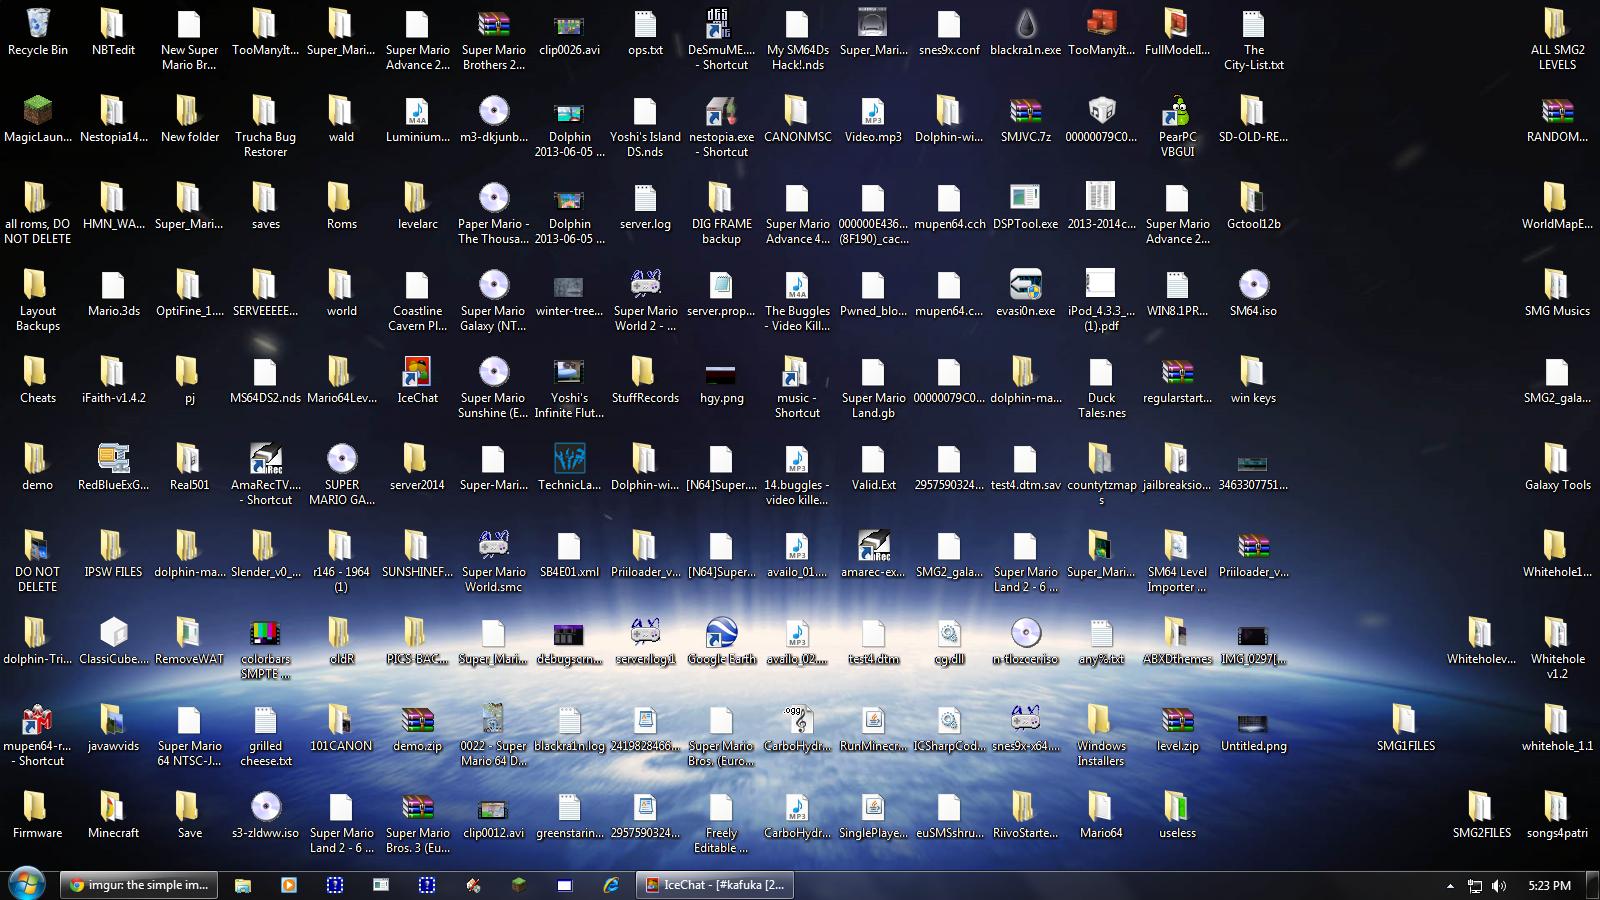 Recycle Bin
NBTedit
New Super
Mario Br...
TooManyIt...
Super_Mari...
Super Mario
Advance 2...
Super Mario
Brothers 2...
clip0026.avi
ops.txt
DeSmuME....
- Shortcut
My SM64Ds
Hack!.nds
Super_Mari...
snes9x.conf
blackra1n.exe
TooManyIt...
FullModelI...
The
City-List.txt
ALL SMG2
LEVELS
MagicLaun...
Nestopia14...
New folder
Trucha Bug
Restorer
wald
Luminium...
m3-dkjunb...
Dolphin
2013-06-05 ...
Yoshi's Island
DS.nds
nestopia.exe
- Shortcut
CANONMSC
Video.mp3
Dolphin-wi...
SMJVC.7z
00000079C0...
PearPC
VBGUI
SD-OLD-RE...
RANDOM...
all roms, DO
NOT DELETE
HMN_WA...
Super_Mari...
saves
Roms
levelarc
Paper Mario -
The Thousa...
Dolphin
2013-06-05 ...
server.log
DIG FRAME
backup
Super Mario
Advance 4...
000000E436...
(8F190)_cac...
mupen64.cch
DSPTool.exe
2013-2014c...
Super Mario
Advance 2...
Gctool12b
WorldMapE...
Layout
Backups
Mario.3ds
OptiFine_1....
SERVEEEEE...
world
Coastline
Cavern Pl...
Super Mario
Galaxy (NT...
winter-tree...
Super Mario
World 2 - ...
server.prop...
The Buggles
- Video Kill...
Pwned_blo...
mupen64.c...
evasi0n.exe
iPod_4.3.3_...
(1).pdf
WIN8.1PR...
SM64.iso
SMG Musics
Cheats
iFaith-v1.4.2
pj
MS64DS2.nds
Mario64Lev...
IceChat
Super Mario
Sunshine (E...
Yoshi's
Infinite Flut...
StuffRecords
hgy.png
music -
Shortcut
Super Mario
Land.gb
00000079C0...
dolphin-ma...
Duck
Tales.nes
regularstart...
win keys
SMG2_gala...
demo
RedBlueExG...
Real501
AmaRecTV....
- Shortcut
SUPER
MARIO GA...
server2014
Super-Mari...
TechnicLa...
Dolphin-wi...
[N64]Super....
14.buggles -
video kille...
Valid.Ext
2957590324...
test4.dtm.sav
countytzmap
s
jailbreaksio...
3463307751...
Galaxy Tools
DO NOT
DELETE
IPSW FILES
dolphin-ma...
Slender_v0_...
r146 - 1964
(1)
SUNSHINEF...
Super Mario
World.smc
SB4E01.xml
Priiloader_v...
[N64]Super...
availo_01....
amarec-ex...
SMG2_gala...
Super Mario
Land 2 - 6 ...
Super_Mari...
SM64 Level
Importer ...
Priiloader_v...
Whitehole1...
dolphin-Tri...
ClassiCube....
RemoveWAT
colorbars
SMPTE ...
oldR
PICS BAC...
Super_Mari...
debugscrn...
server.log1
Google Earth
availo_02....
test4.dtm
cg.dll
n-tlozcen.iso
any%.txt
ABXDthemes
IMG_0297[...
Whiteholev...
Whitehole
v1.2
mupen64-r...
- Shortcut
javawvids
Super Mario
64 NTSC-J...
grilled
cheese.txt
101CANON
demo.zip
0022 - Super
Mario 64 D...
blackra1n.log
2419828466...
Super Mario
Bros. (Euro...
.ogg
CarboHydr...
RunMinecr...
ICSharpCod...
snes9x-x64....
Windows
Installers
level.zip
Untitled.png
SMG1FILES
whitehole_1.1
Firmware
Minecraft
Save
s3-zldww.iso
Super Mario
Land 2 - 6 ...
Super Mario
Bros. 3 (Eu...
clip0012.avi
greenstarin...
2957590324...
Freely
Editable ...
CarboHydr...
SinglePlaye...
euSMSshru...
RiivoStarte...
Mario64
useless
SMG2FILES
songs4patri
imgur: the simple im...
IceChat - [#kafuka [2...
5:23 PM